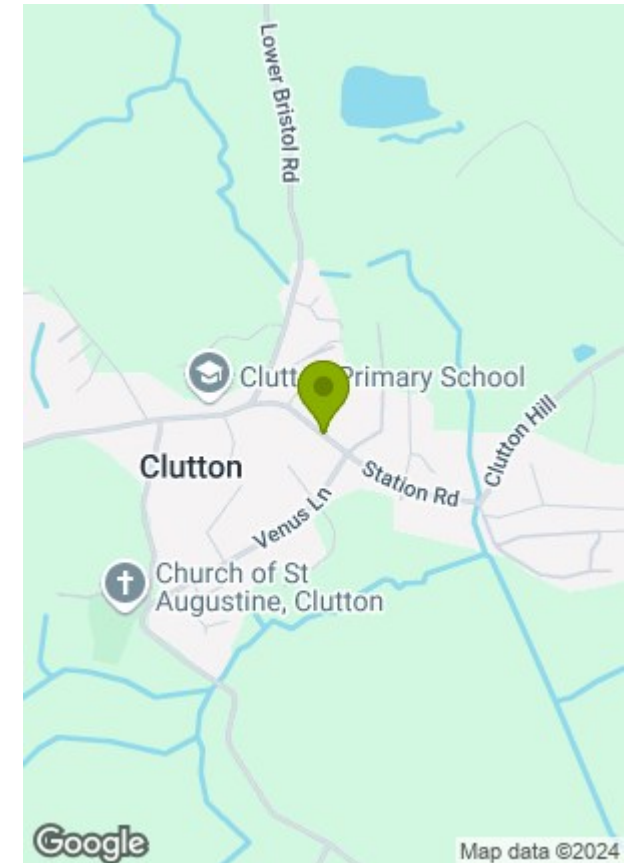 Lower Bristol Rd
Clutton Primary School
Clutton
Clutton Hill
Station Rd
Venus Ln
Church of St
Augustine, Clutton
Google
Map data ©2024